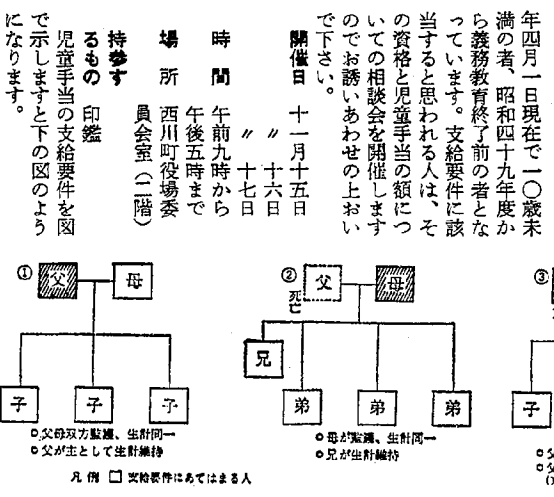 年四月一日現在で一〇歳未
満の者、昭和四十九年度か
ら義務教育終了前の者とな
っています。支給要件に該
当すると思われる人は、そ
の資格と児童手当の額につ
いての相談会を開催します
のでお誘いあわせの上おい
で下さい。
開催日 十一月十五日
〃 十六日
〃 十七日
時間 午前九時から
午後五時まで
場所 西川町役場委
員会室（二階）
持参す
るもの 印鑑
児童手当の支給要件を図
で示しますと下の図のよう
になります。
① 父 母
子 子 子
○父母双方監護、生計同一
○父が主として生計維持
② 父 母
死亡
兄 弟 弟 弟
○母が監護、生計同一
○兄が生計維持
③
子
○父
○父
凡例 □ 支給要件にあてはまる人